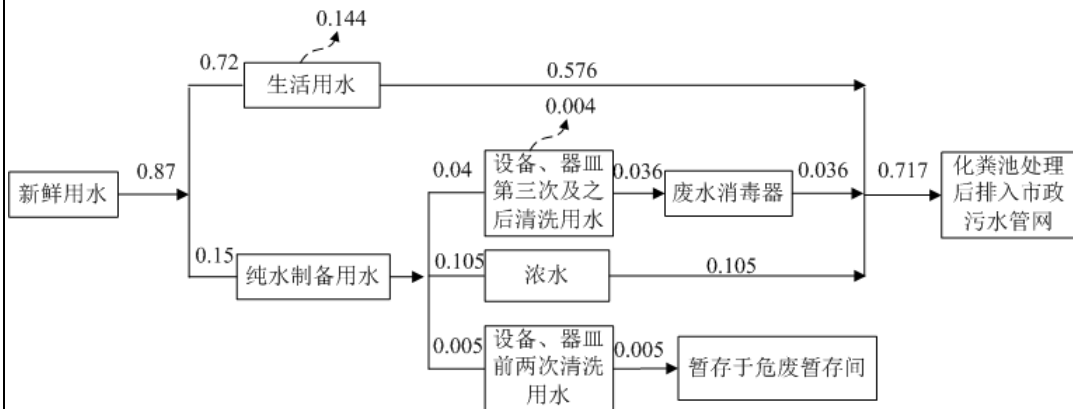 0.144
0.72
生活用水
0.576
0.004
新鲜用水
0.87
0.04
设备、器皿
第三次及之
后清洗用水
0.036
废水消毒器
0.036
0.717
化粪池处理
后排入市政
污水管网
0.15
纯水制备用水
0.105
浓水
0.105
0.005
设备、器皿
前两次清洗
用水
0.005
暂存于危废暂存间